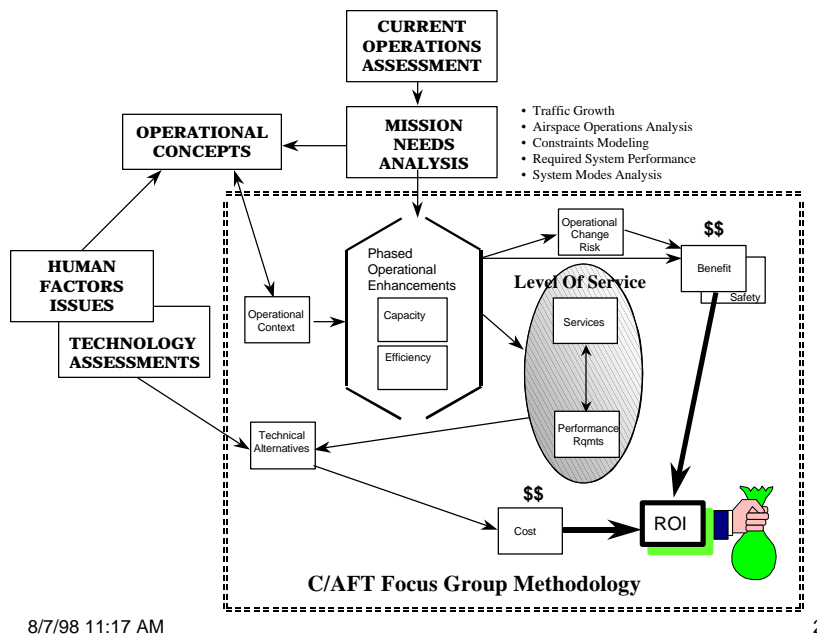 CURRENT
OPERATIONS
ASSESSMENT
MISSION
NEEDS
ANALYSIS
• Traffic Growth
• Airspace Operations Analysis
• Constraints Modeling
• Required System Performance
• System Modes Analysis
OPERATIONAL
CONCEPTS
HUMAN
FACTORS
ISSUES
TECHNOLOGY
ASSESSMENTS
Operational
Context
Phased
Operational
Enhancements
Capacity
Efficiency
Operational
Change
Risk
$$
Benefit
Safety
Level Of Service
Services
Performance
Rqmts
Technical
Alternatives
$$
Cost
ROI
C/AFT Focus Group Methodology
8/7/98 11:17 AM
2